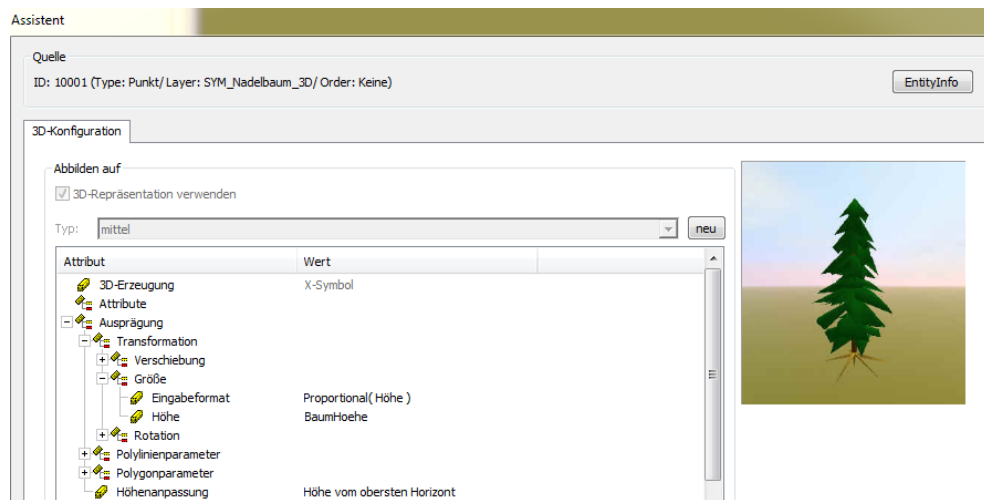 Assistent
Quelle
ID: 10001 (Type: Punkt/ Layer: SYM_Nadelbaum_3D/ Order: Keine)
EntityInfo
3D-Konfiguration
Abbilden auf
3D-Repräsentation verwenden
Typ: mittel neu
Attribut Wert
3D-Erzeugung X-Symbol
Attribute
Ausprägung
Transformation
Verschiebung
Größe
Eingabeformat Proportional( Höhe )
Höhe BaumHoehe
Rotation
Polylinienparameter
Polygonparameter
Höhenanpassung Höhe vom obersten Horizont